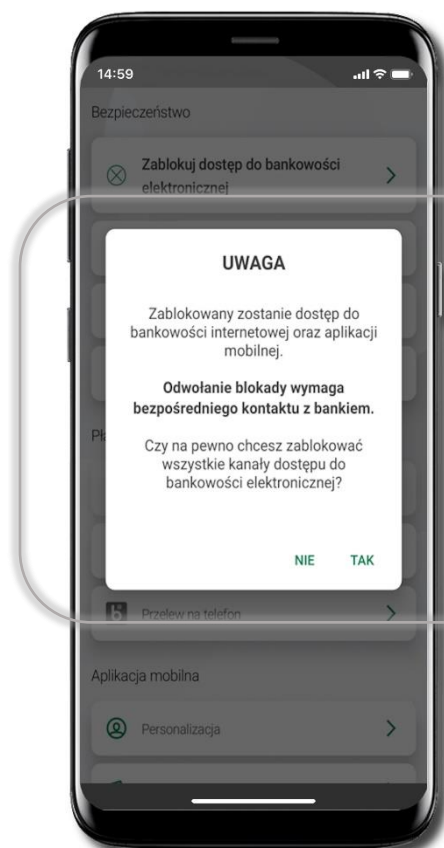 14:59
Bezpieczeństwo
Zablokuj dostęp do bankowości
elektronicznej
UWAGA
Zablokowany zostanie dostęp do
bankowości internetowej oraz aplikacji
mobilnej.
Odwołanie blokady wymaga
bezpośredniego kontaktu z bankiem.
Czy na pewno chcesz zablokować
wszystkie kanały dostępu do
bankowości elektronicznej?
NIE TAK
Przelew na telefon
Aplikacja mobilna
Personalizacja